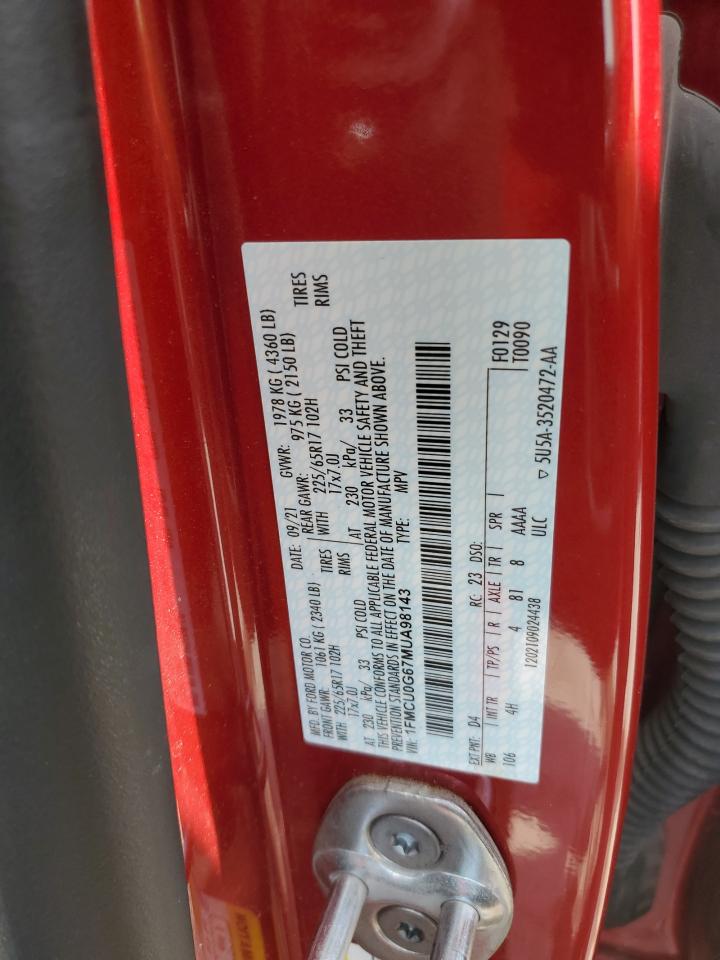 MFD. BY FORD MOTOR CO. DATE: 09/21 GVWR: 1978 KG ( 4360 LB)
FRONT GAWR: 1061 KG ( 2340 LB) REAR GAWR: 975 KG ( 2150 LB)
WITH 225/65R17 102H TIRES WITH 225/65R17 102H TIRES
17x7.0J RIMS 17x7.0J RIMS
AT 230 kPa/ 33 PSI COLD AT 230 kPa/ 33 PSI COLD
THIS VEHICLE CONFORMS TO ALL APPLICABLE FEDERAL MOTOR VEHICLE SAFETY AND THEFT
PREVENTION STANDARDS IN EFFECT ON THE DATE OF MANUFACTURE SHOWN ABOVE.
VIN: 1FMCU0G67MUA98143 TYPE: MPV
EXT PNT: D4 RC: 23 DSO: F0129
WB INT TR TP/PS R AXLE TR SPR T0090
106 4H 4 81 8 AAAA
1202109024438 ULC ▽ 5U5A-3520472-AA